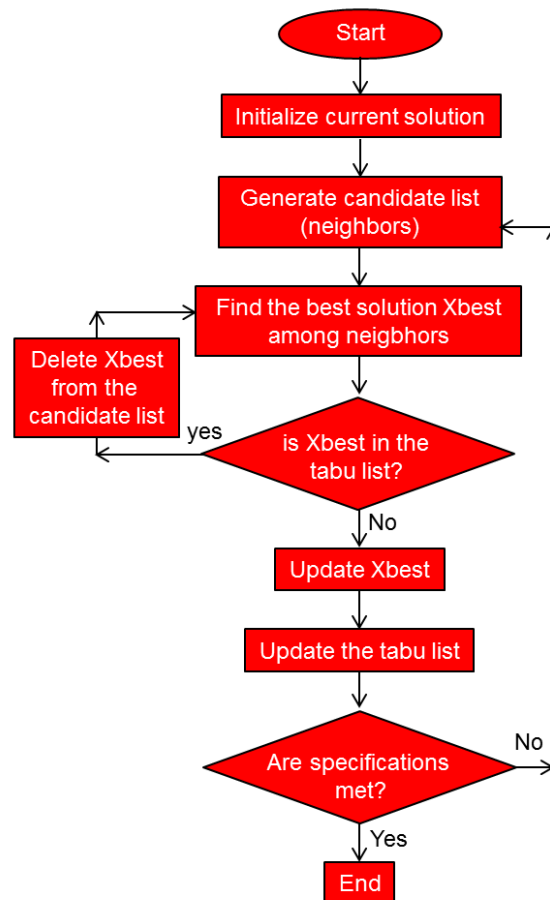 Start
Initialize current solution
Generate candidate list
(neighbors)
Find the best solution Xbest
among neigbhors
Delete Xbest
from the
candidate list
yes
is Xbest in the
tabu list?
No
Update Xbest
Update the tabu list
Are specifications
met?
No
Yes
End